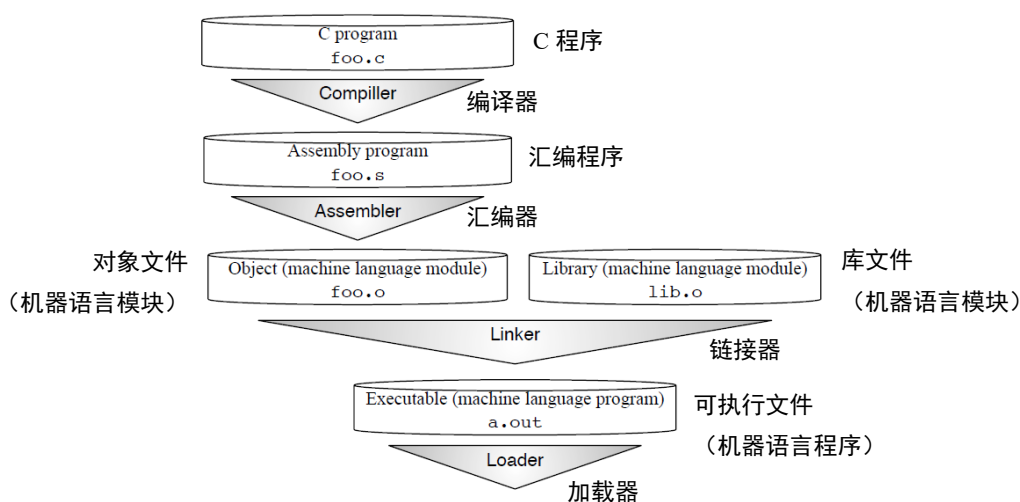 C program
foo.c
C 程序
Compiller
编译器
Assembly program
foo.s
汇编程序
Assembler
汇编器
对象文件
（机器语言模块）
Object (machine language module)
foo.o
Library (machine language module)
lib.o
库文件
（机器语言模块）
Linker
链接器
Executable (machine language program)
a.out
可执行文件
（机器语言程序）
Loader
加载器